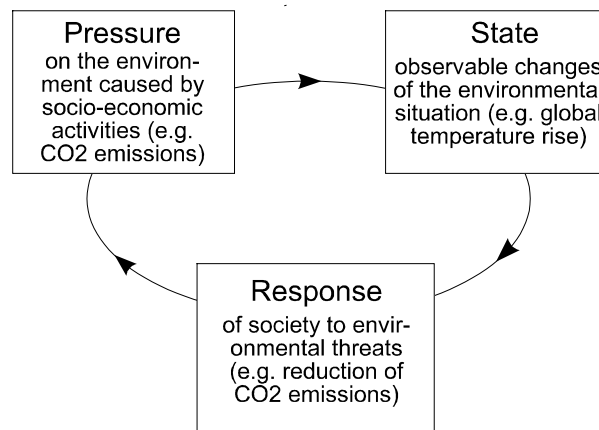 Pressure
on the environ-
ment caused by
socio-economic
activities (e.g.
CO2 emissions)
State
observable changes
of the environmental
situation (e.g. global
temperature rise)
Response
of society to envir-
onmental threats
(e.g. reduction of
CO2 emissions)